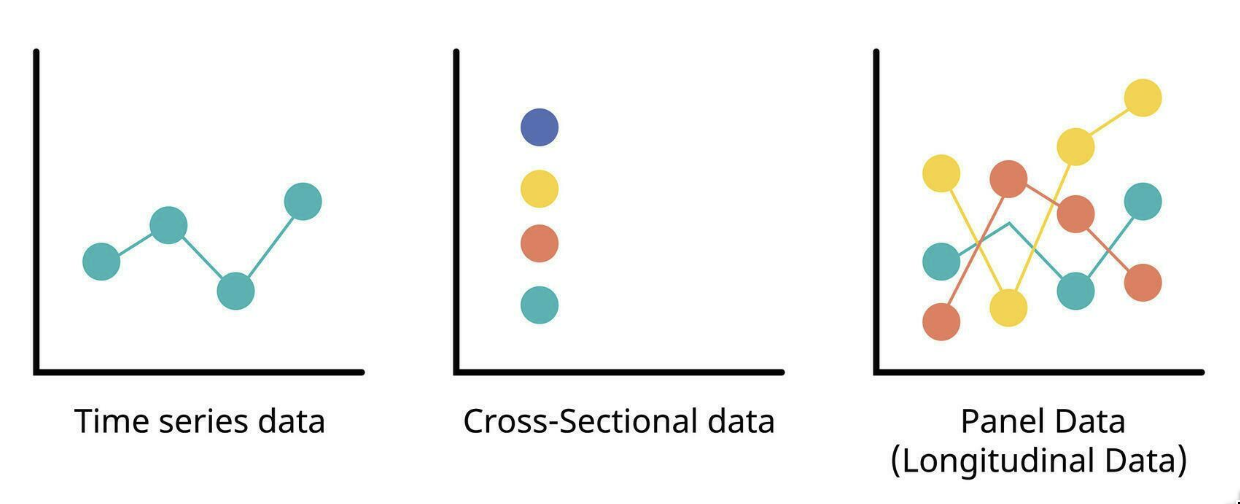 Time series data
Cross-Sectional data
Panel Data
(Longitudinal Data)